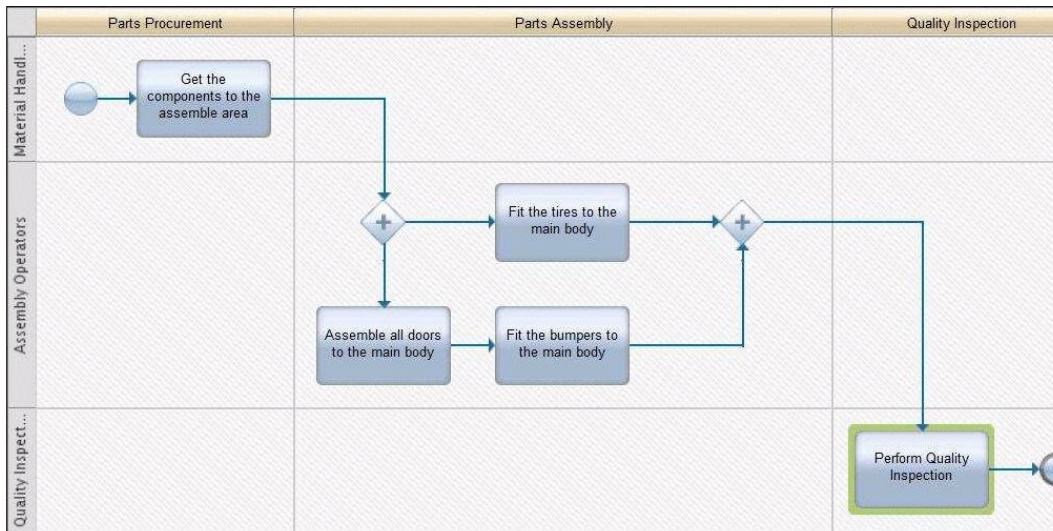 Parts Procurement
Parts Assembly
Quality Inspection
Material Handl...
Get the
components to the
assemble area
Assembly Operators
Fit the tires to the
main body
Assemble all doors
to the main body
Fit the bumpers to
the main body
Quality Inspect...
Perform Quality
Inspection